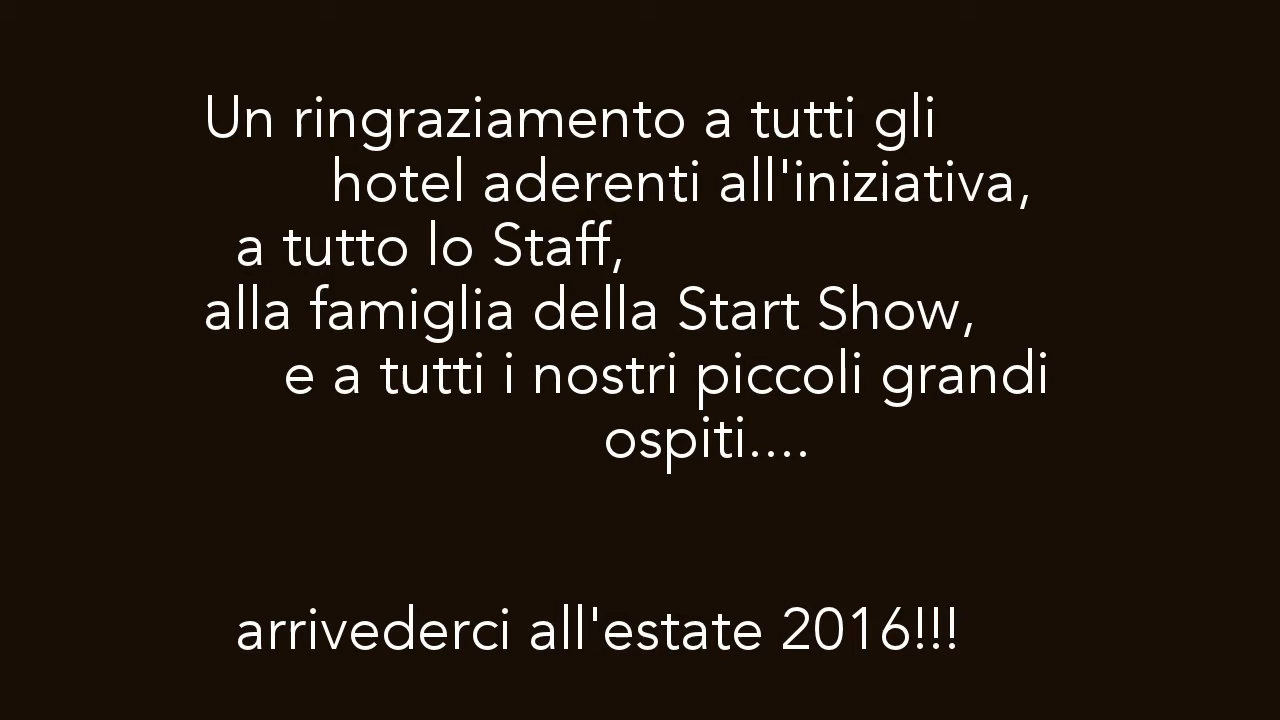 Un ringraziamento a tutti gli
hotel aderenti all'iniziativa,
a tutto lo Staff,
alla famiglia della Start Show,
e a tutti i nostri piccoli grandi
ospiti....
arrivederci all'estate 2016!!!